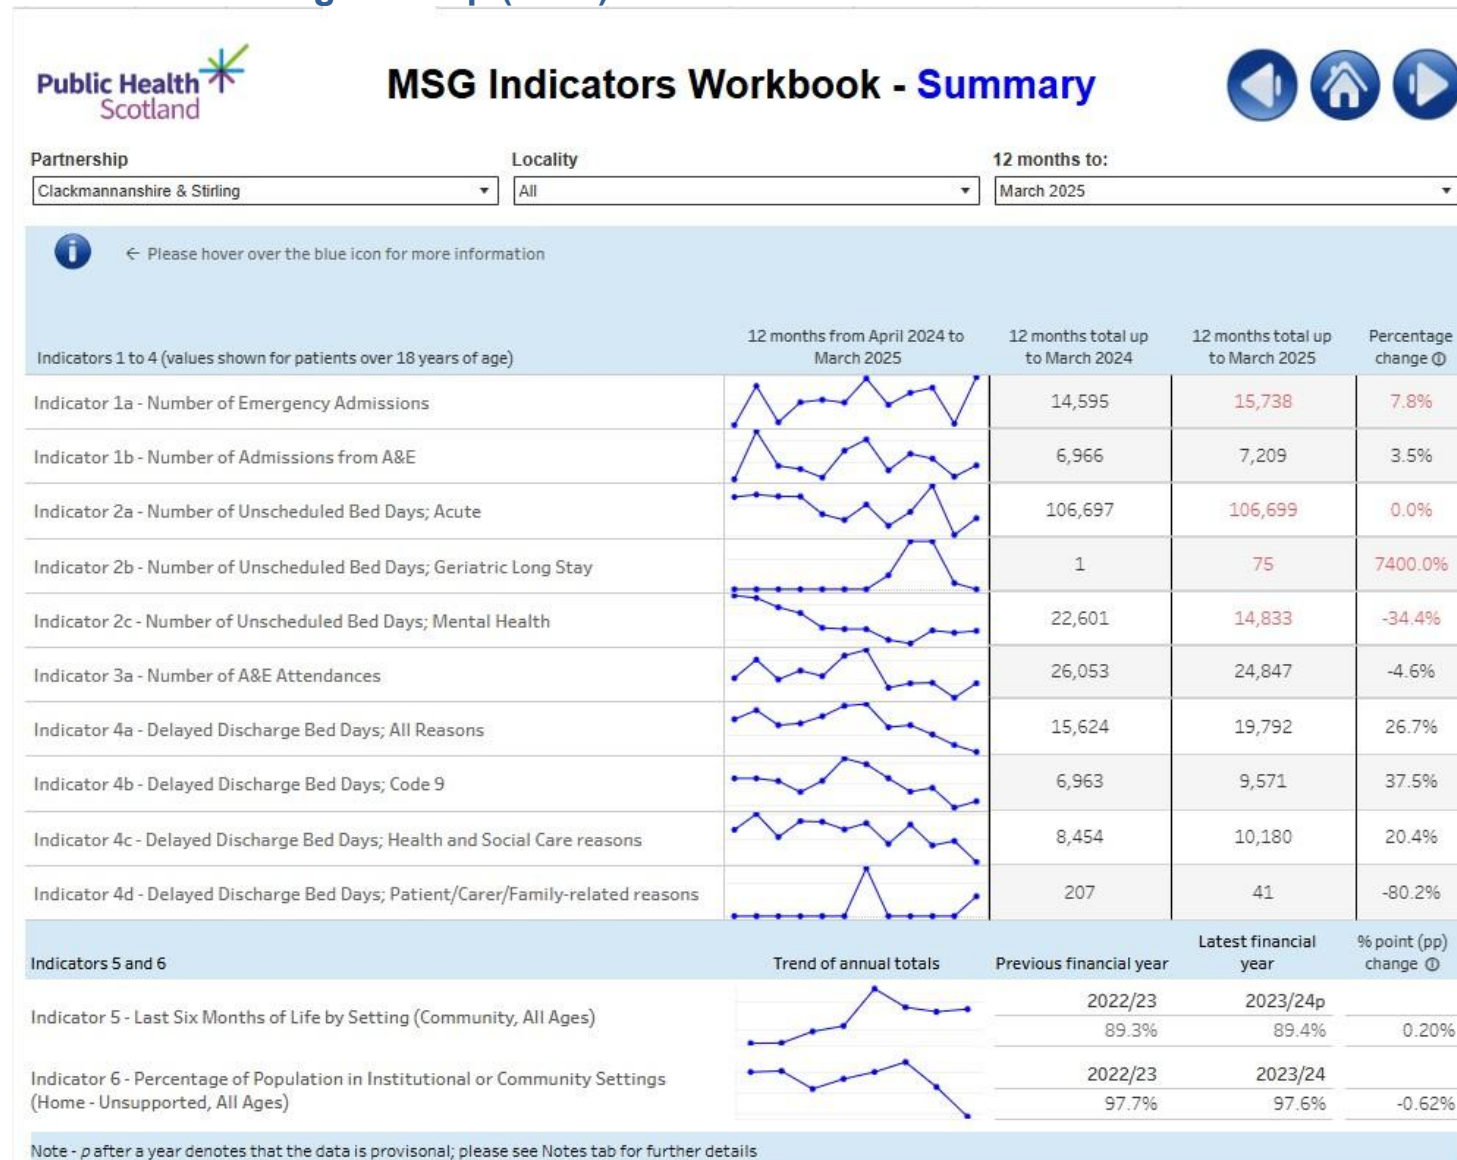 Public Health
Scotland
MSG Indicators Workbook - Summary
Partnership
Locality
12 months to:
Clackmannanshire & Stirling
All
March 2025
i
← Please hover over the blue icon for more information
Indicators 1 to 4 (values shown for patients over 18 years of age)
12 months from April 2024 to
March 2025
12 months total up
to March 2024
12 months total up
to March 2025
Percentage
change ⓘ
Indicator 1a - Number of Emergency Admissions 14,595 15,738 7.8%
Indicator 1b - Number of Admissions from A&E 6,966 7,209 3.5%
Indicator 2a - Number of Unscheduled Bed Days; Acute 106,697 106,699 0.0%
Indicator 2b - Number of Unscheduled Bed Days; Geriatric Long Stay 1 75 7400.0%
Indicator 2c - Number of Unscheduled Bed Days; Mental Health 22,601 14,833 -34.4%
Indicator 3a - Number of A&E Attendances 26,053 24,847 -4.6%
Indicator 4a - Delayed Discharge Bed Days; All Reasons 15,624 19,792 26.7%
Indicator 4b - Delayed Discharge Bed Days; Code 9 6,963 9,571 37.5%
Indicator 4c - Delayed Discharge Bed Days; Health and Social Care reasons 8,454 10,180 20.4%
Indicator 4d - Delayed Discharge Bed Days; Patient/Carer/Family-related reasons 207 41 -80.2%
Indicators 5 and 6
Trend of annual totals
Previous financial year
Latest financial
year
% point (pp)
change ⓘ
Indicator 5 - Last Six Months of Life by Setting (Community, All Ages)
2022/23 2023/24p
89.3% 89.4% 0.20%
Indicator 6 - Percentage of Population in Institutional or Community Settings
(Home - Unsupported, All Ages)
2022/23 2023/24
97.7% 97.6% -0.62%
Note - p after a year denotes that the data is provisonal; please see Notes tab for further details